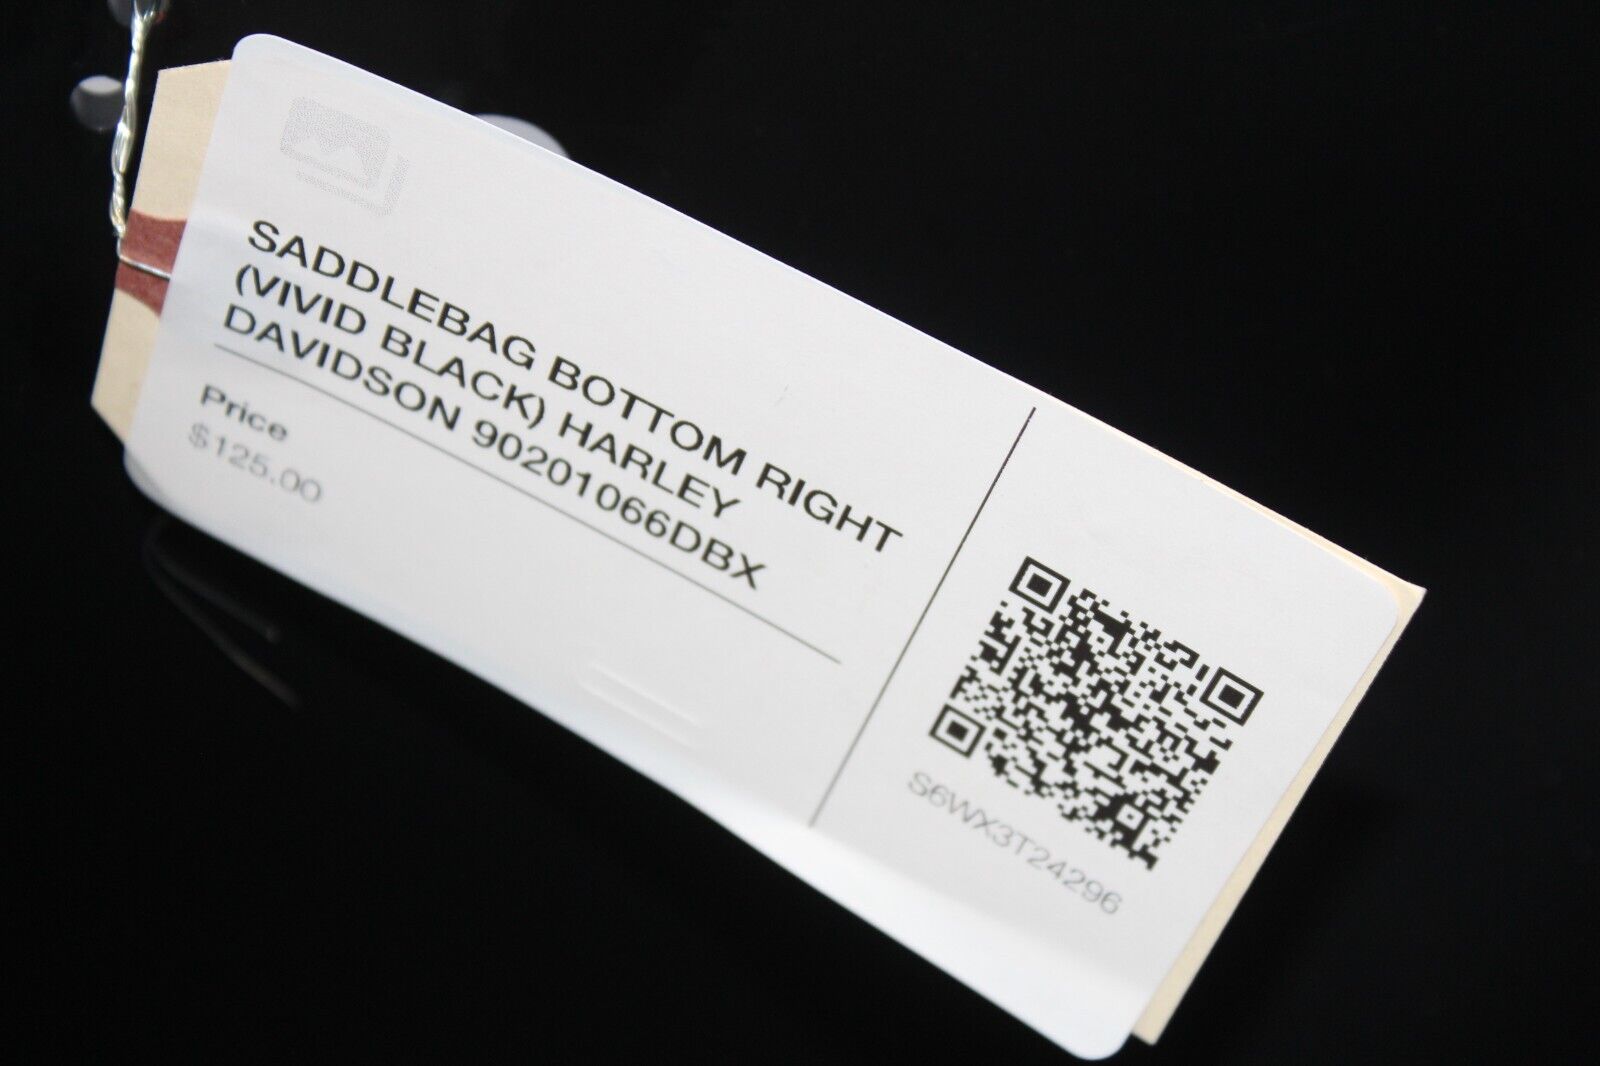 SADDLEBAG BOTTOM RIGHT
(VIVID BLACK) HARLEY
DAVIDSON 90201066DBX
Price
$125.00
S6WX3T24296